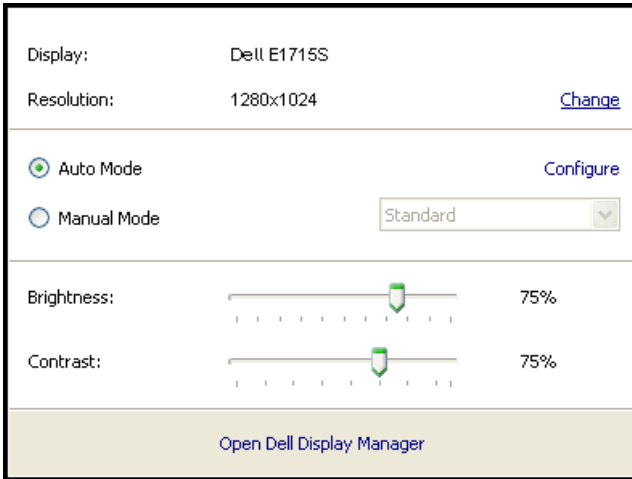 Display: Dell E1715S
Resolution: 1280x1024 Change
Auto Mode Configure
Manual Mode Standard
Brightness: 75%
Contrast: 75%
Open Dell Display Manager